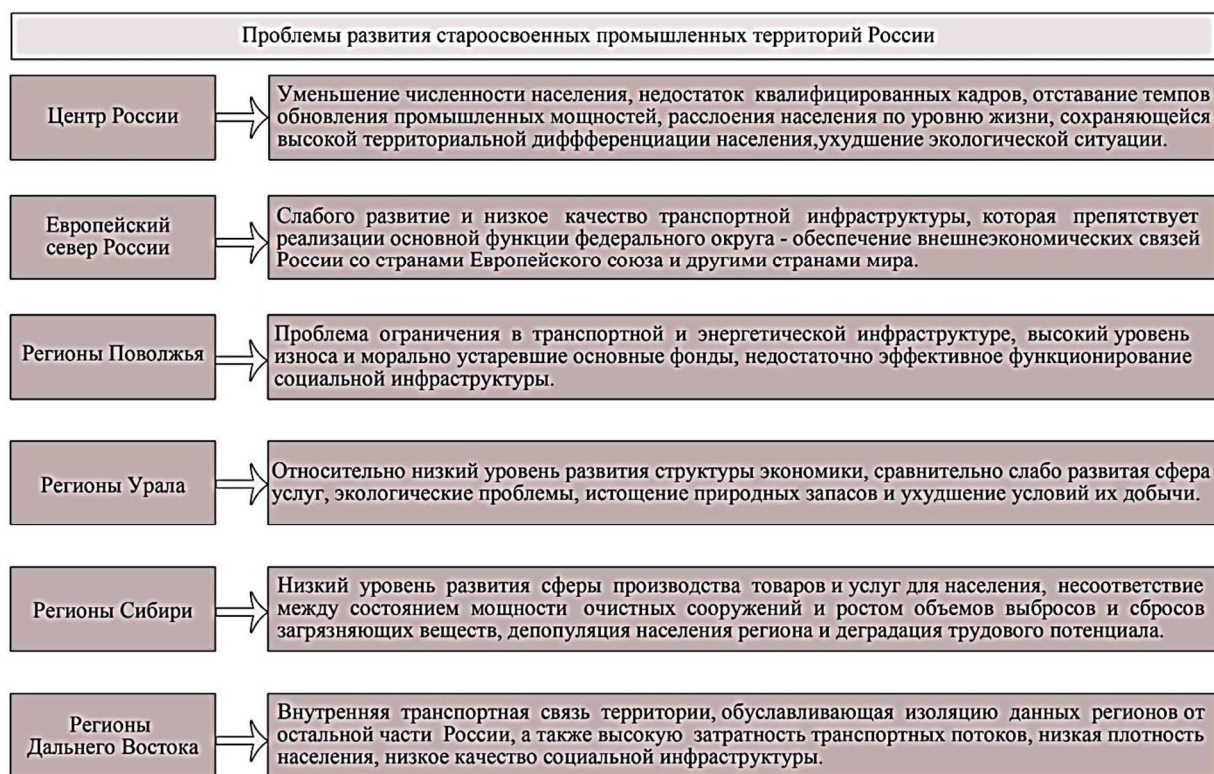 Проблемы развития староосвоенных промышленных территорий России
Центр России
Уменьшение численности населения, недостаток квалифицированных кадров, отставание темпов
обновления промышленных мощностей, расслоения населения по уровню жизни, сохраняющейся
высокой территориальной диффференциации населения,ухудшение экологической ситуации.
Европейский
север России
Слабого развитие и низкое качество транспортной инфраструктуры, которая препятствует
реализации основной функции федерального округа - обеспечение внешнеэкономических связей
России со странами Европейского союза и другими странами мира.
Регионы Поволжья
Проблема ограничения в транспортной и энергетической инфраструктуре, высокий уровень
износа и морально устаревшие основные фонды, недостаточно эффективное функционирование
социальной инфраструктуры.
Регионы Урала
Относительно низкий уровень развития структуры экономики, сравнительно слабо развитая сфера
услуг, экологические проблемы, истощение природных запасов и ухудшение условий их добычи.
Регионы Сибири
Низкий уровень развития сферы производства товаров и услуг для населения, несоответствие
между состоянием мощности очистных сооружений и ростом объемов выбросов и сбросов
загрязняющих веществ, депопуляция населения региона и деградация трудового потенциала.
Регионы
Дальнего Востока
Внутренняя транспортная связь территории, обуславливающая изоляцию данных регионов от
остальной части России, а также высокую затратность транспортных потоков, низкая плотность
населения, низкое качество социальной инфраструктуры.